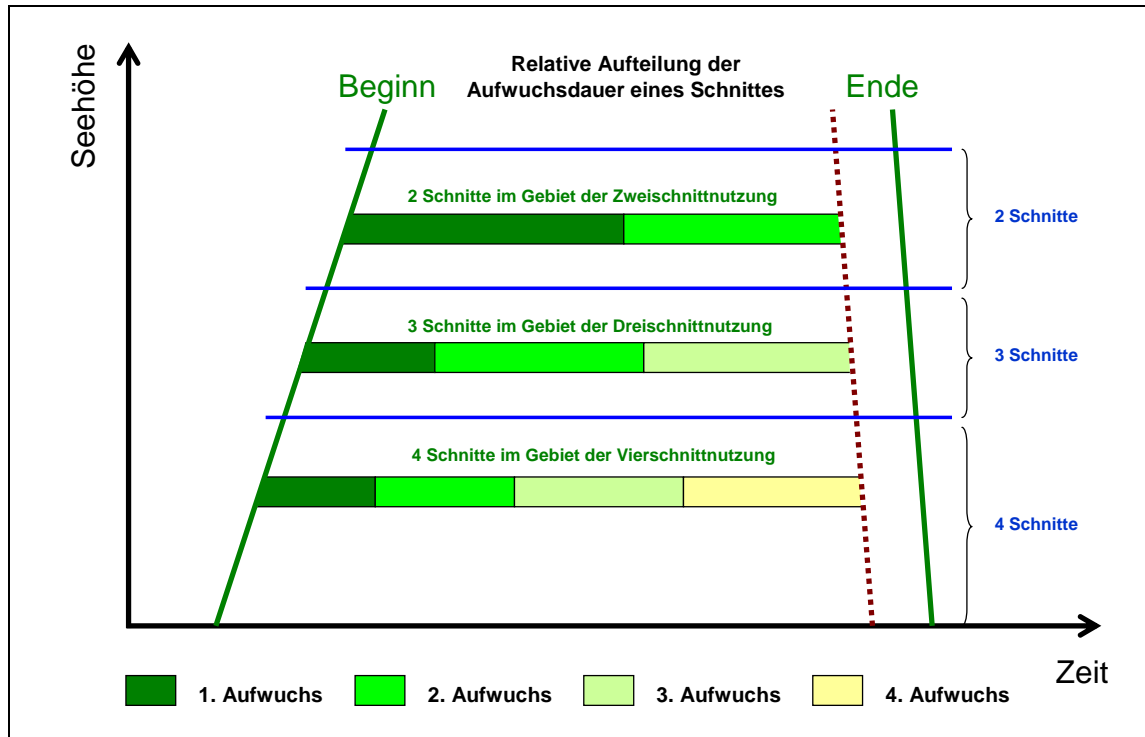 Relative Aufteilung der
Aufwuchsdauer eines Schnittes
Seehöhe
Beginn
Ende
2 Schnitte im Gebiet der Zweischnittnutzung
2 Schnitte
3 Schnitte im Gebiet der Dreischnittnutzung
3 Schnitte
4 Schnitte im Gebiet der Vierschnittnutzung
4 Schnitte
Zeit
1. Aufwuchs
2. Aufwuchs
3. Aufwuchs
4. Aufwuchs